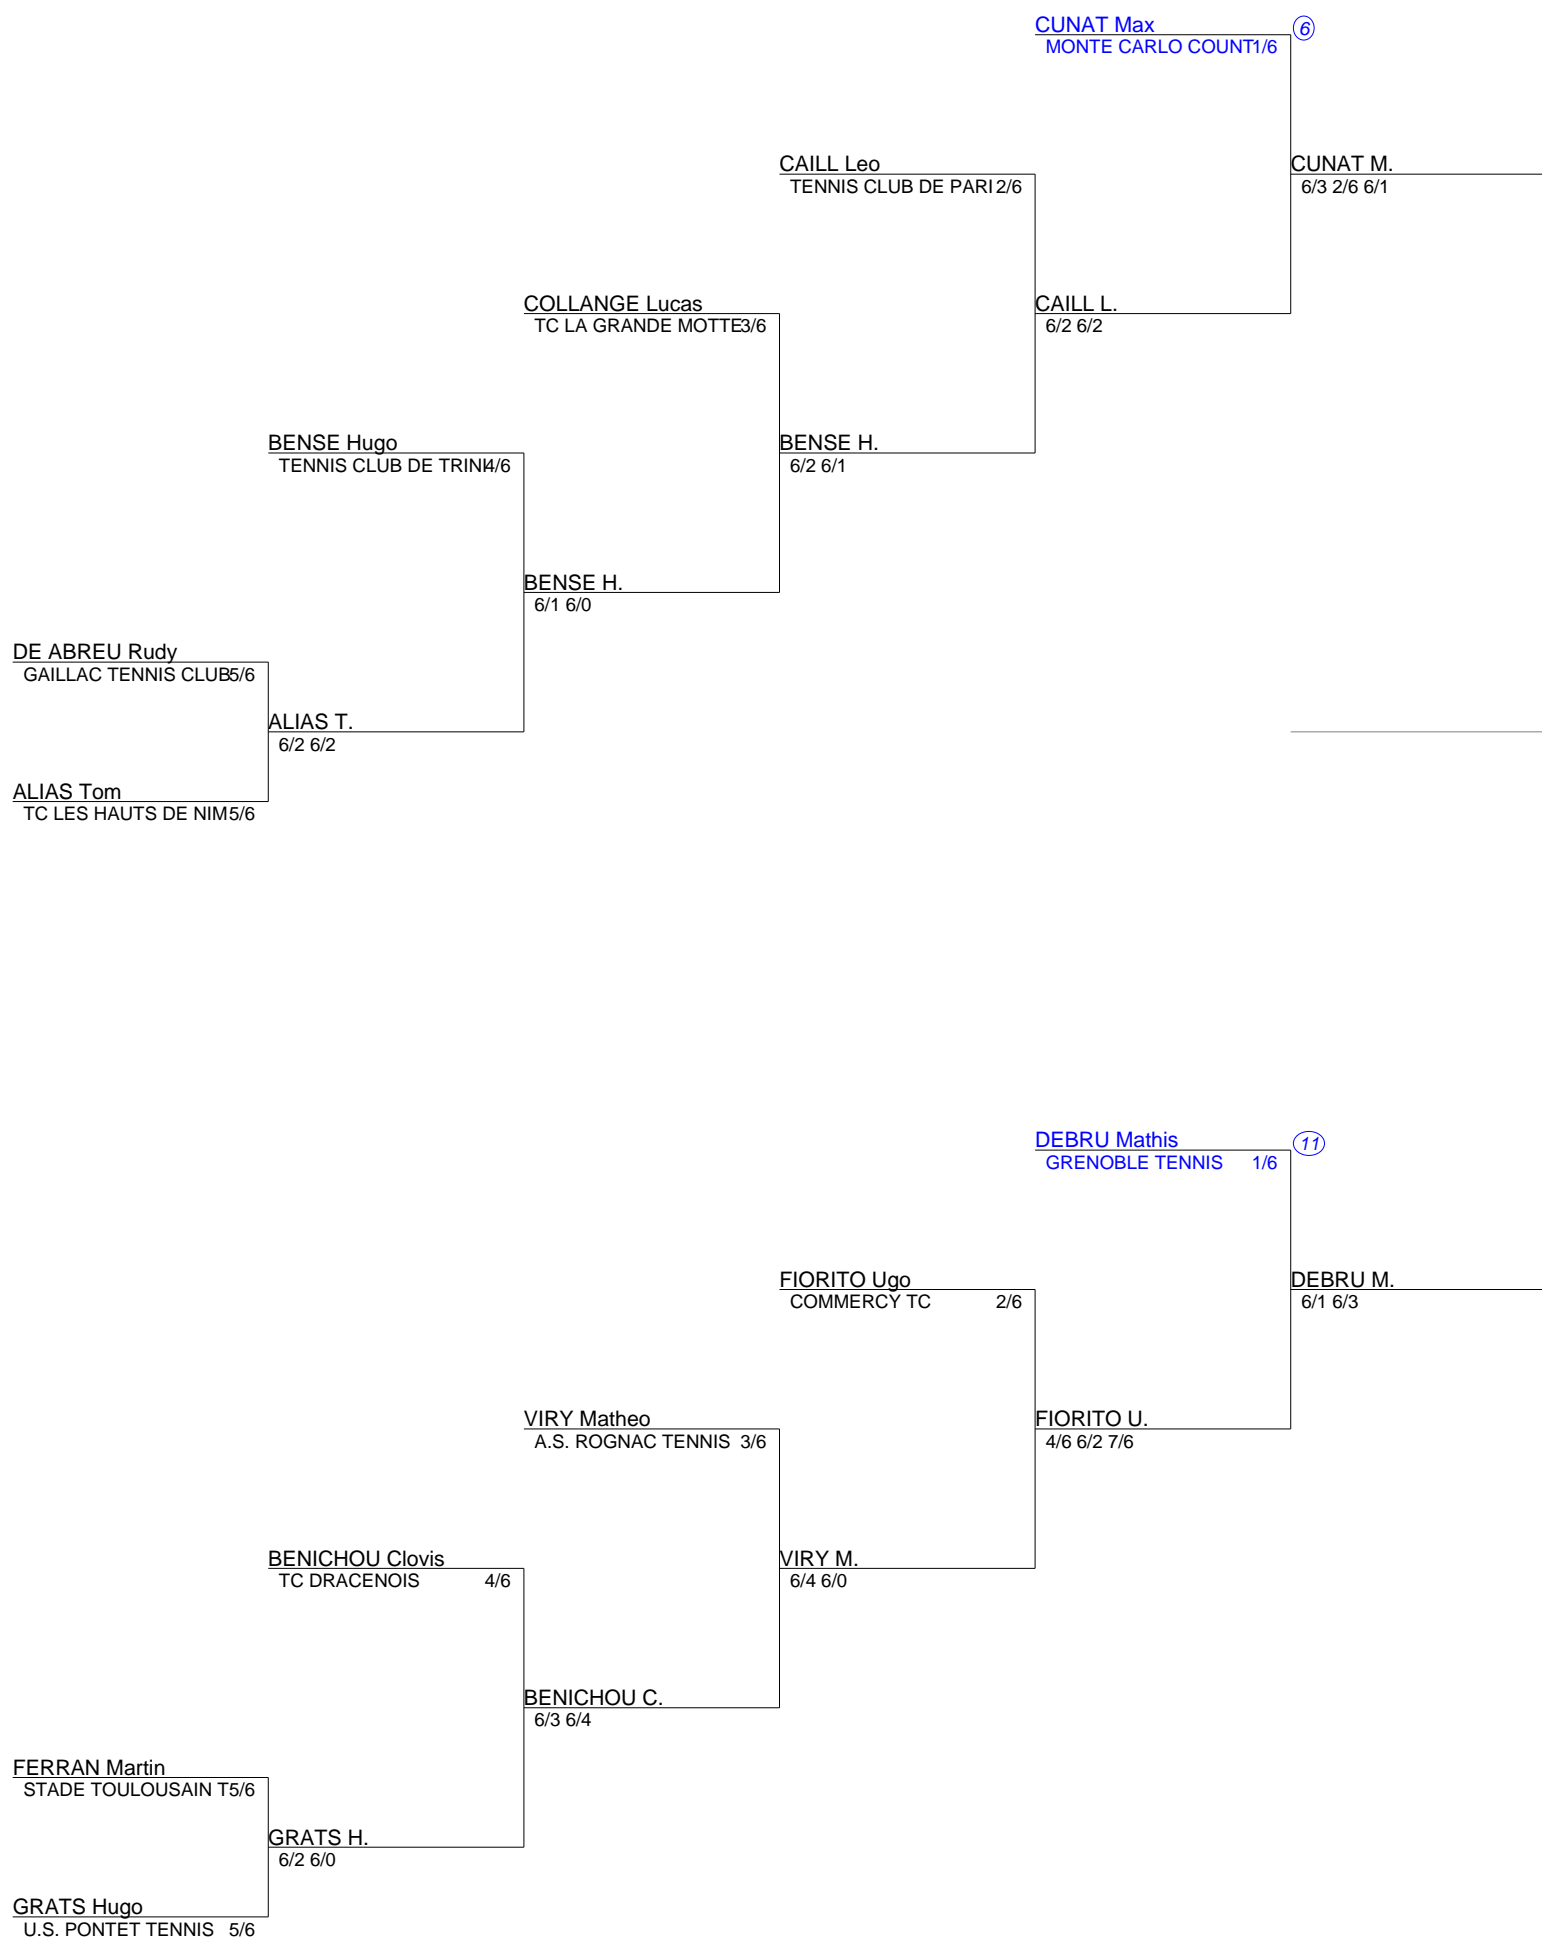 CUNAT Max
6
MONTE CARLO COUNT1/6
CAILL Leo
TENNIS CLUB DE PARI 2/6
CUNAT M.
6/3 2/6 6/1
COLLANGE Lucas
TC LA GRANDE MOTTE3/6
CAILL L.
6/2 6/2
BENSE Hugo
TENNIS CLUB DE TRINI4/6
BENSE H.
6/2 6/1
BENSE H.
6/1 6/0
DE ABREU Rudy
GAILLAC TENNIS CLUB5/6
ALIAS T.
6/2 6/2
ALIAS Tom
TC LES HAUTS DE NIM5/6
DEBRU Mathis
11
GRENOBLE TENNIS 1/6
FIORITO Ugo
COMMERCY TC 2/6
DEBRU M.
6/1 6/3
VIRY Matheo
A.S. ROGNAC TENNIS 3/6
FIORITO U.
4/6 6/2 7/6
BENICHOU Clovis
TC DRACENOIS 4/6
VIRY M.
6/4 6/0
BENICHOU C.
6/3 6/4
FERRAN Martin
STADE TOULOUSAIN T5/6
GRATS H.
6/2 6/0
GRATS Hugo
U.S. PONTET TENNIS 5/6